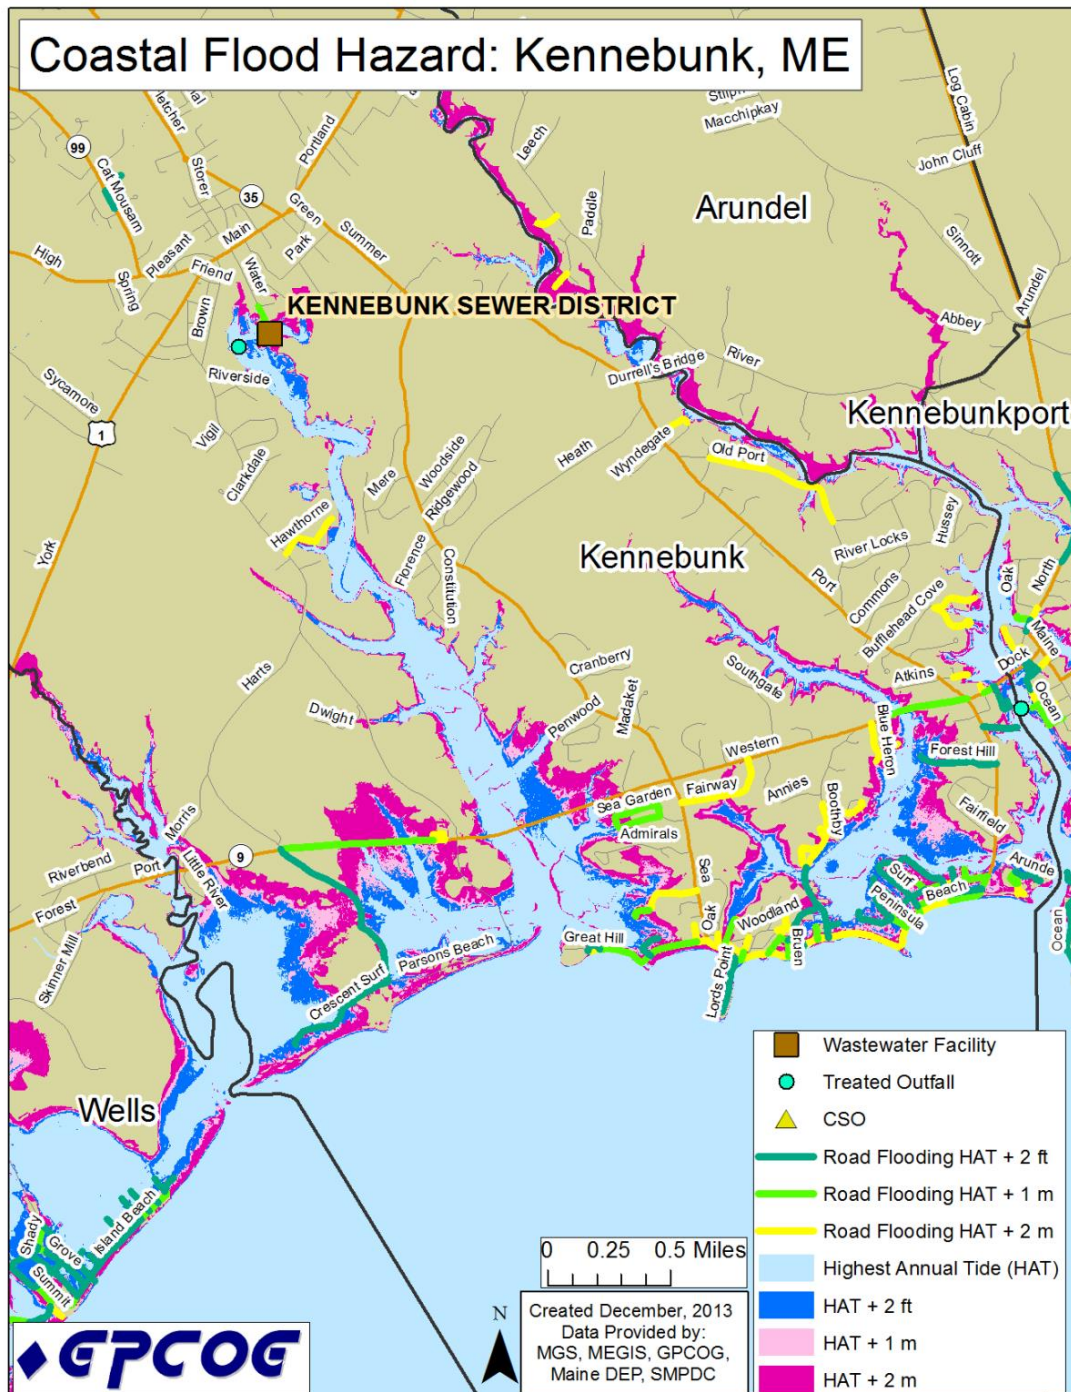 Coastal Flood Hazard: Kennebunk, ME
Leech
Macchipkay
Log Cabin
John Cluff
Portland
99
Cat Mousam
Storer
35
Green
Summer
Paddle
Arundel
Sinnott
High
Pleasant
Main
Park
Spring
Friend
Water
Arundel
Brown
KENNEBUNK SEWER DISTRICT
Abbey
Riverside
Durrell's Bridge
River
Sycamore
1
Kennebunkport
Vigil
Clarkdale
Mere
Woodside
Ridgewood
Heath
Wyndegate
Old Port
Hawthorne
Hussey
River Locks
York
Florence
Constitution
Kennebunk
Port
Commons
Bufflehead Cove
Oak
North
Maine
Harts
Cranberry
Southgate
Atkins
Dock
Dwight
Penwood
Madaket
Blue Heron
Ocean
Western
Forest Hill
Sea Garden
Fairway
Annies
Boothby
Admirals
Fairfield
Morris
9
Riverbend
Port
Little River
Sea
Arunde
Forest
Surf
Beach
Peninsula
Oak
Woodland
Skinner Mill
Crescent Surf
Parsons Beach
Great Hill
Lords Point
Bruen
Ocean
Wells
Wastewater Facility
Treated Outfall
CSO
Road Flooding HAT + 2 ft
Road Flooding HAT + 1 m
Road Flooding HAT + 2 m
Highest Annual Tide (HAT)
HAT + 2 ft
HAT + 1 m
HAT + 2 m
Island Beach
Shady
Grove
Summit
0 0.25 0.5 Miles
N
Created December, 2013
Data Provided by:
MGS, MEGIS, GPCOG,
Maine DEP, SMPDC
GPCOG